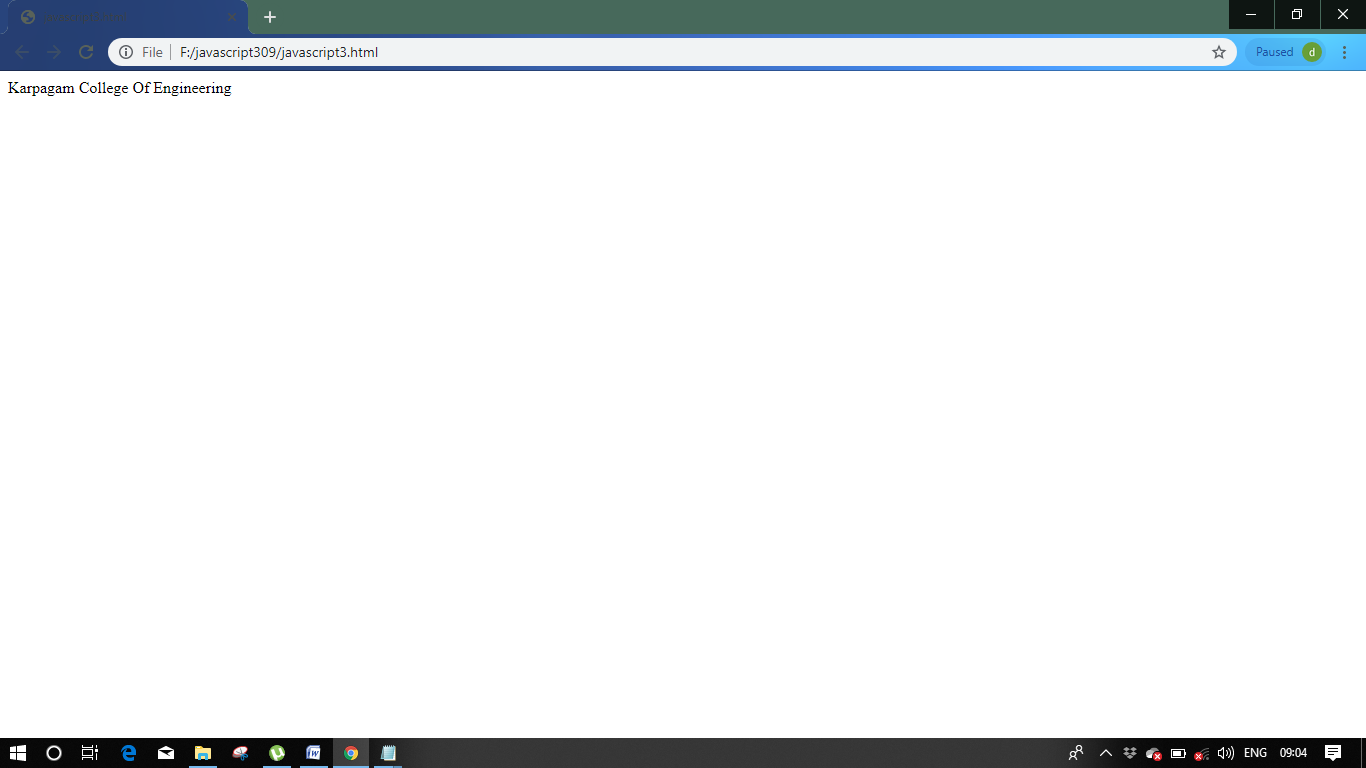 File F:/javascript309/javascript3.html
Paused d
Karpagam College Of Engineering
ENG 09:04